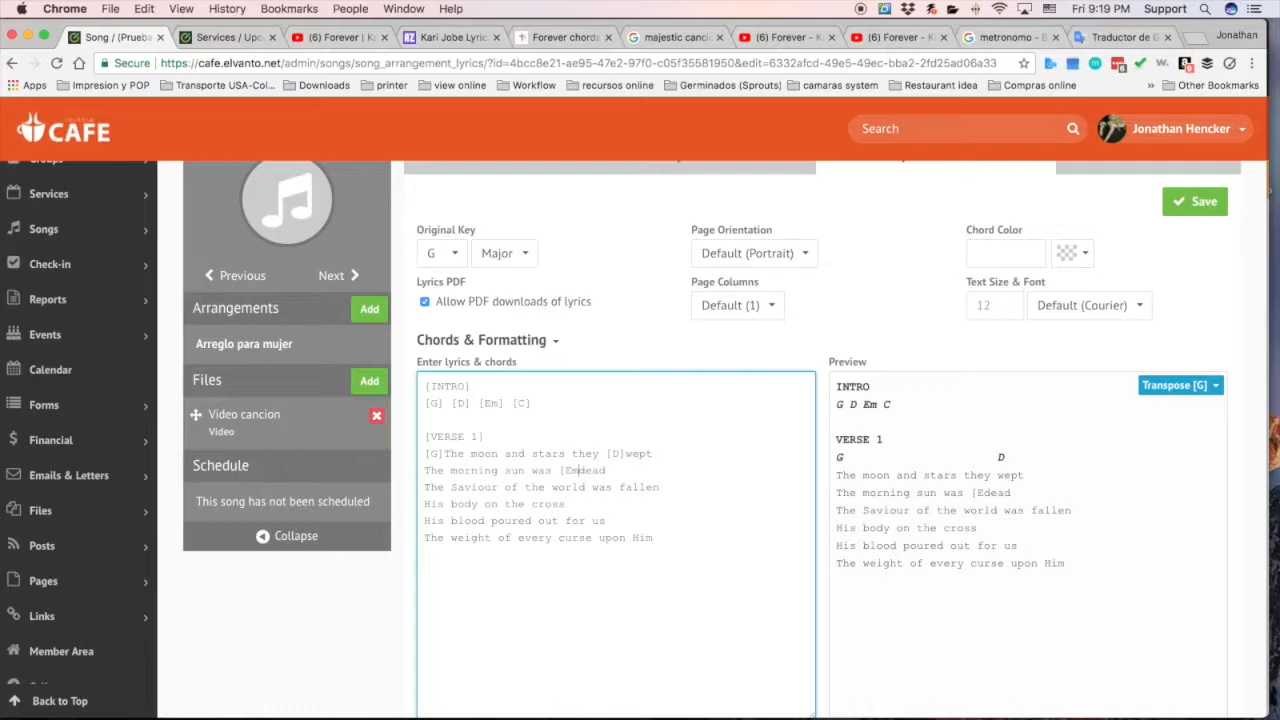 Chrome File Edit View History Bookmarks People Window Help Fri 9:19 PM Support
Song / (Prueba Services / Upco (6) Forever | Ka Kari Jobe Lyric Forever chords majestic canci (6) Forever - K (6) Forever - K metronomo - B Traductor de G Jonathan
Secure https://cafe.elvanto.net/admin/songs/song_arrangement_lyrics/?id=4bcc8e21-ae95-47e2-97f0-c05f35581950&edit=6332afcd-49e5-49ec-bba2-2fd25ad06a33
Apps Impresion y POP Transporte USA-Col... Downloads printer view online Workflow recursos online Germinados (Sprouts) camaras system Restaurant idea Compras online » Other Bookmarks
CAFE
Search
Jonathan Hencker
Groups
Services
Songs
Check-in
Reports
Events
Calendar
Forms
Financial
Emails & Letters
Files
Posts
Pages
Links
Member Area
Back to Top
Previous Next
Arrangements Add
Arreglo para mujer
Files Add
Video cancion
Video
Schedule
This song has not been scheduled
Collapse
Save
Original Key
G Major
Page Orientation
Default (Portrait)
Chord Color
Lyrics PDF
Allow PDF downloads of lyrics
Page Columns
Default (1)
Text Size & Font
12 Default (Courier)
Chords & Formatting
Enter lyrics & chords
[INTRO]
[G] [D] [Em] [C]
[VERSE 1]
[G]The moon and stars they [D]wept
The morning sun was [Emdead
The Saviour of the world was fallen
His body on the cross
His blood poured out for us
The weight of every curse upon Him
Preview
Transpose [G]
INTRO
G D Em C
VERSE 1
G D
The moon and stars they wept
The morning sun was [Edead
The Saviour of the world was fallen
His body on the cross
His blood poured out for us
The weight of every curse upon Him